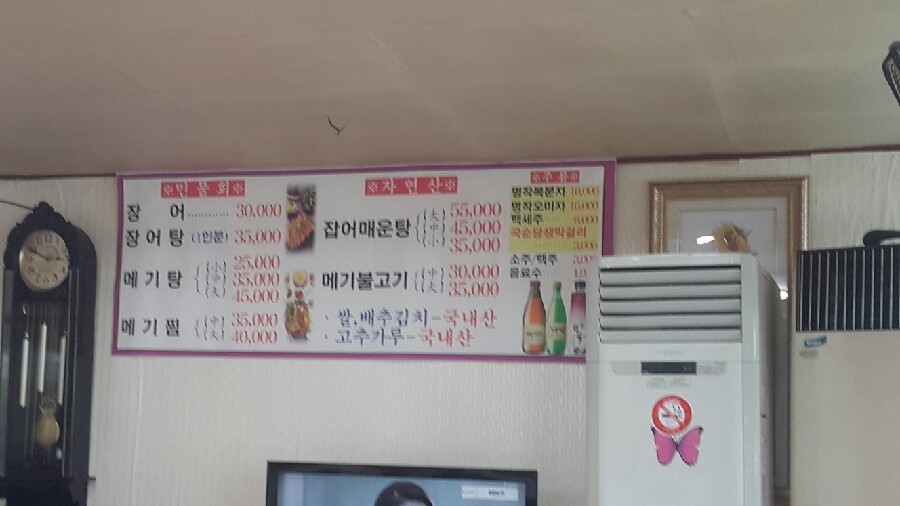 ※민물회※
장 어 ............ 30,000
장어탕 (1인분) 35,000
메기탕 (小) 25,000
(中) 35,000
(大) 45,000
메기찜 (中) 35,000
(大) 40,000
※자연산※
잡어매운탕 (大) 55,000
(中) 45,000
(小) 35,000
메기불고기 (中) 30,000
(大) 35,000
· 쌀.배추김치-국내산
· 고추가루-국내산
※주류※
명작복분자 10,000
명작오미자 10,000
백세주 6,000
국순당생막걸리
3,000
소주/맥주
음료수